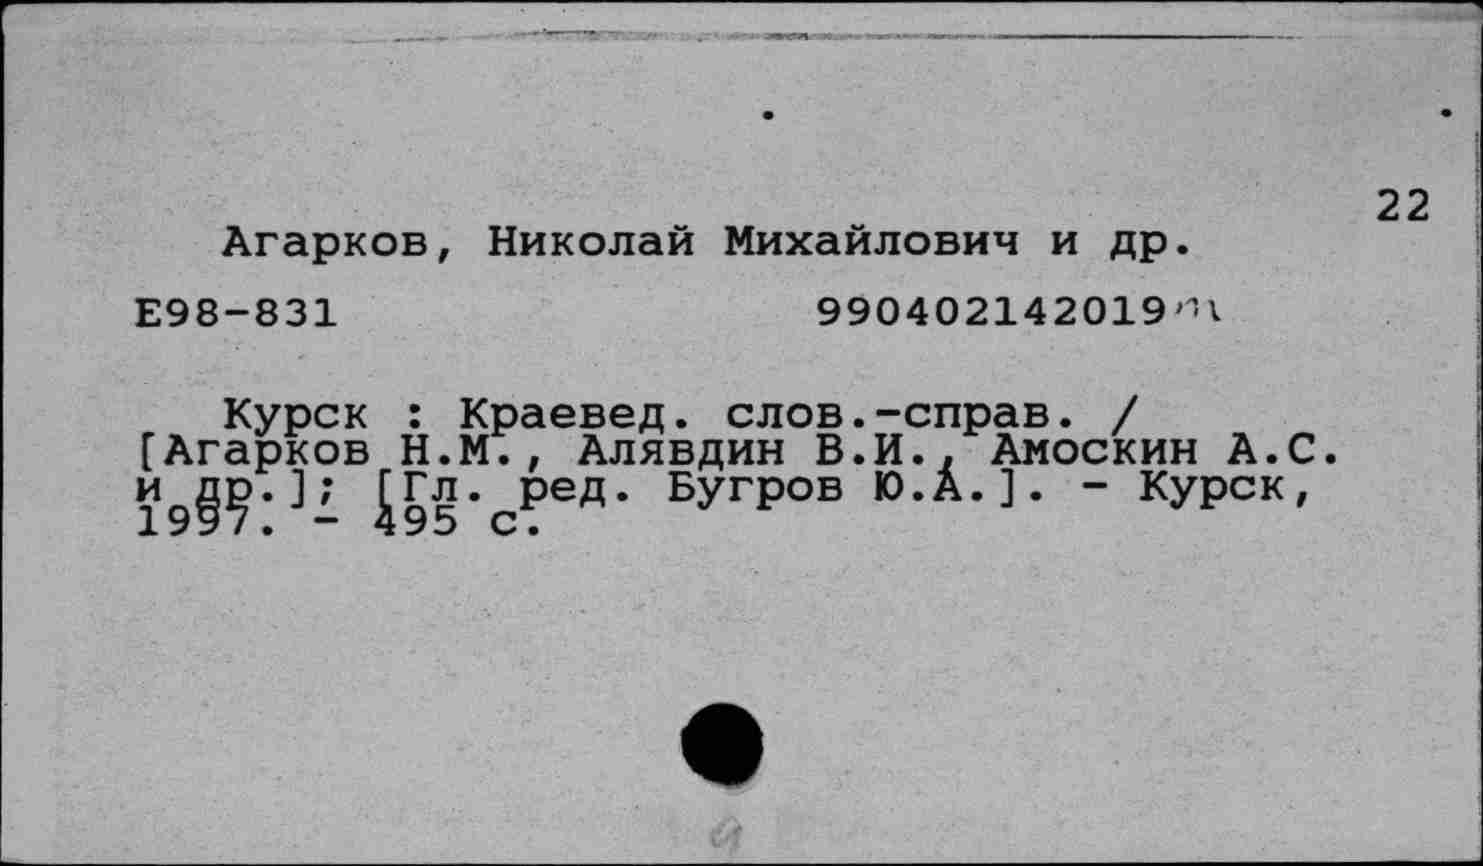 22
Агарков, Николай Михайлович и др.
Е98-831 990402142019
Курск : Краевед. слов.-справ. /
[Агарков Н.М., Алявдин В.И., Амоскин А.С.
и др.]; [Гл. ред. Бугров Ю.А.]. - Курск,
1997. - 495 с.